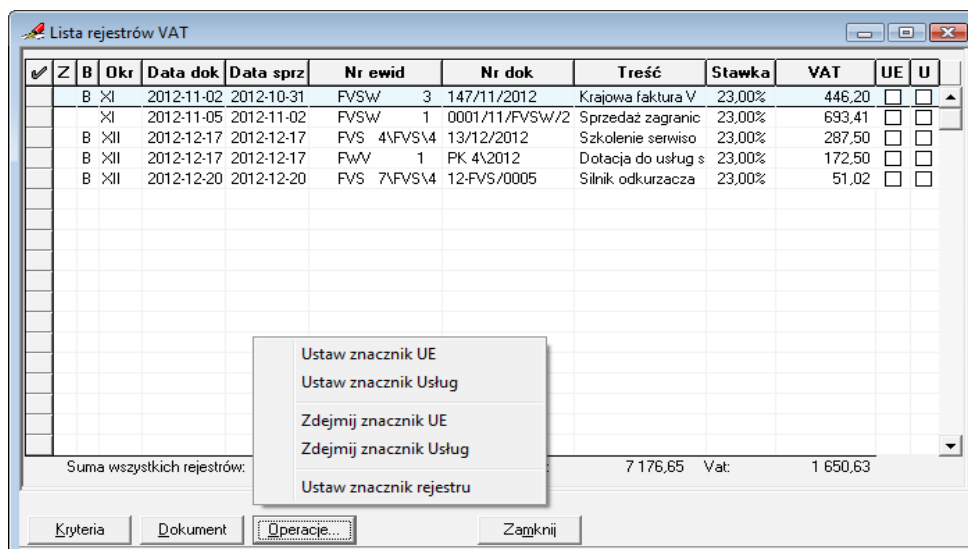 Lista rejestrów VAT
Z B Okr Data dok Data sprz Nr ewid Nr dok Treść Stawka VAT UE U
B XI 2012-11-02 2012-10-31 FVSW 3 147/11/2012 Krajowa faktura V 23,00% 446,20
XI 2012-11-05 2012-11-02 FVSW 1 0001/11/FVSW/2 Sprzedaż zagranic 23,00% 693,41
B XII 2012-12-17 2012-12-17 FVS 4\FVS\4 13/12/2012 Szkolenie serwiso 23,00% 287,50
B XII 2012-12-17 2012-12-17 FWV 1 PK 4\2012 Dotacja do usług s 23,00% 172,50
B XII 2012-12-20 2012-12-20 FVS 7\FVS\4 12-FVS/0005 Silnik odkurzacza 23,00% 51,02
Ustaw znacznik UE
Ustaw znacznik Usług
Zdejmij znacznik UE
Zdejmij znacznik Usług
Ustaw znacznik rejestru
Suma wszystkich rejestrów: 7 176,65 Vat: 1 650,63
Kryteria Dokument Operacje... Zamknij